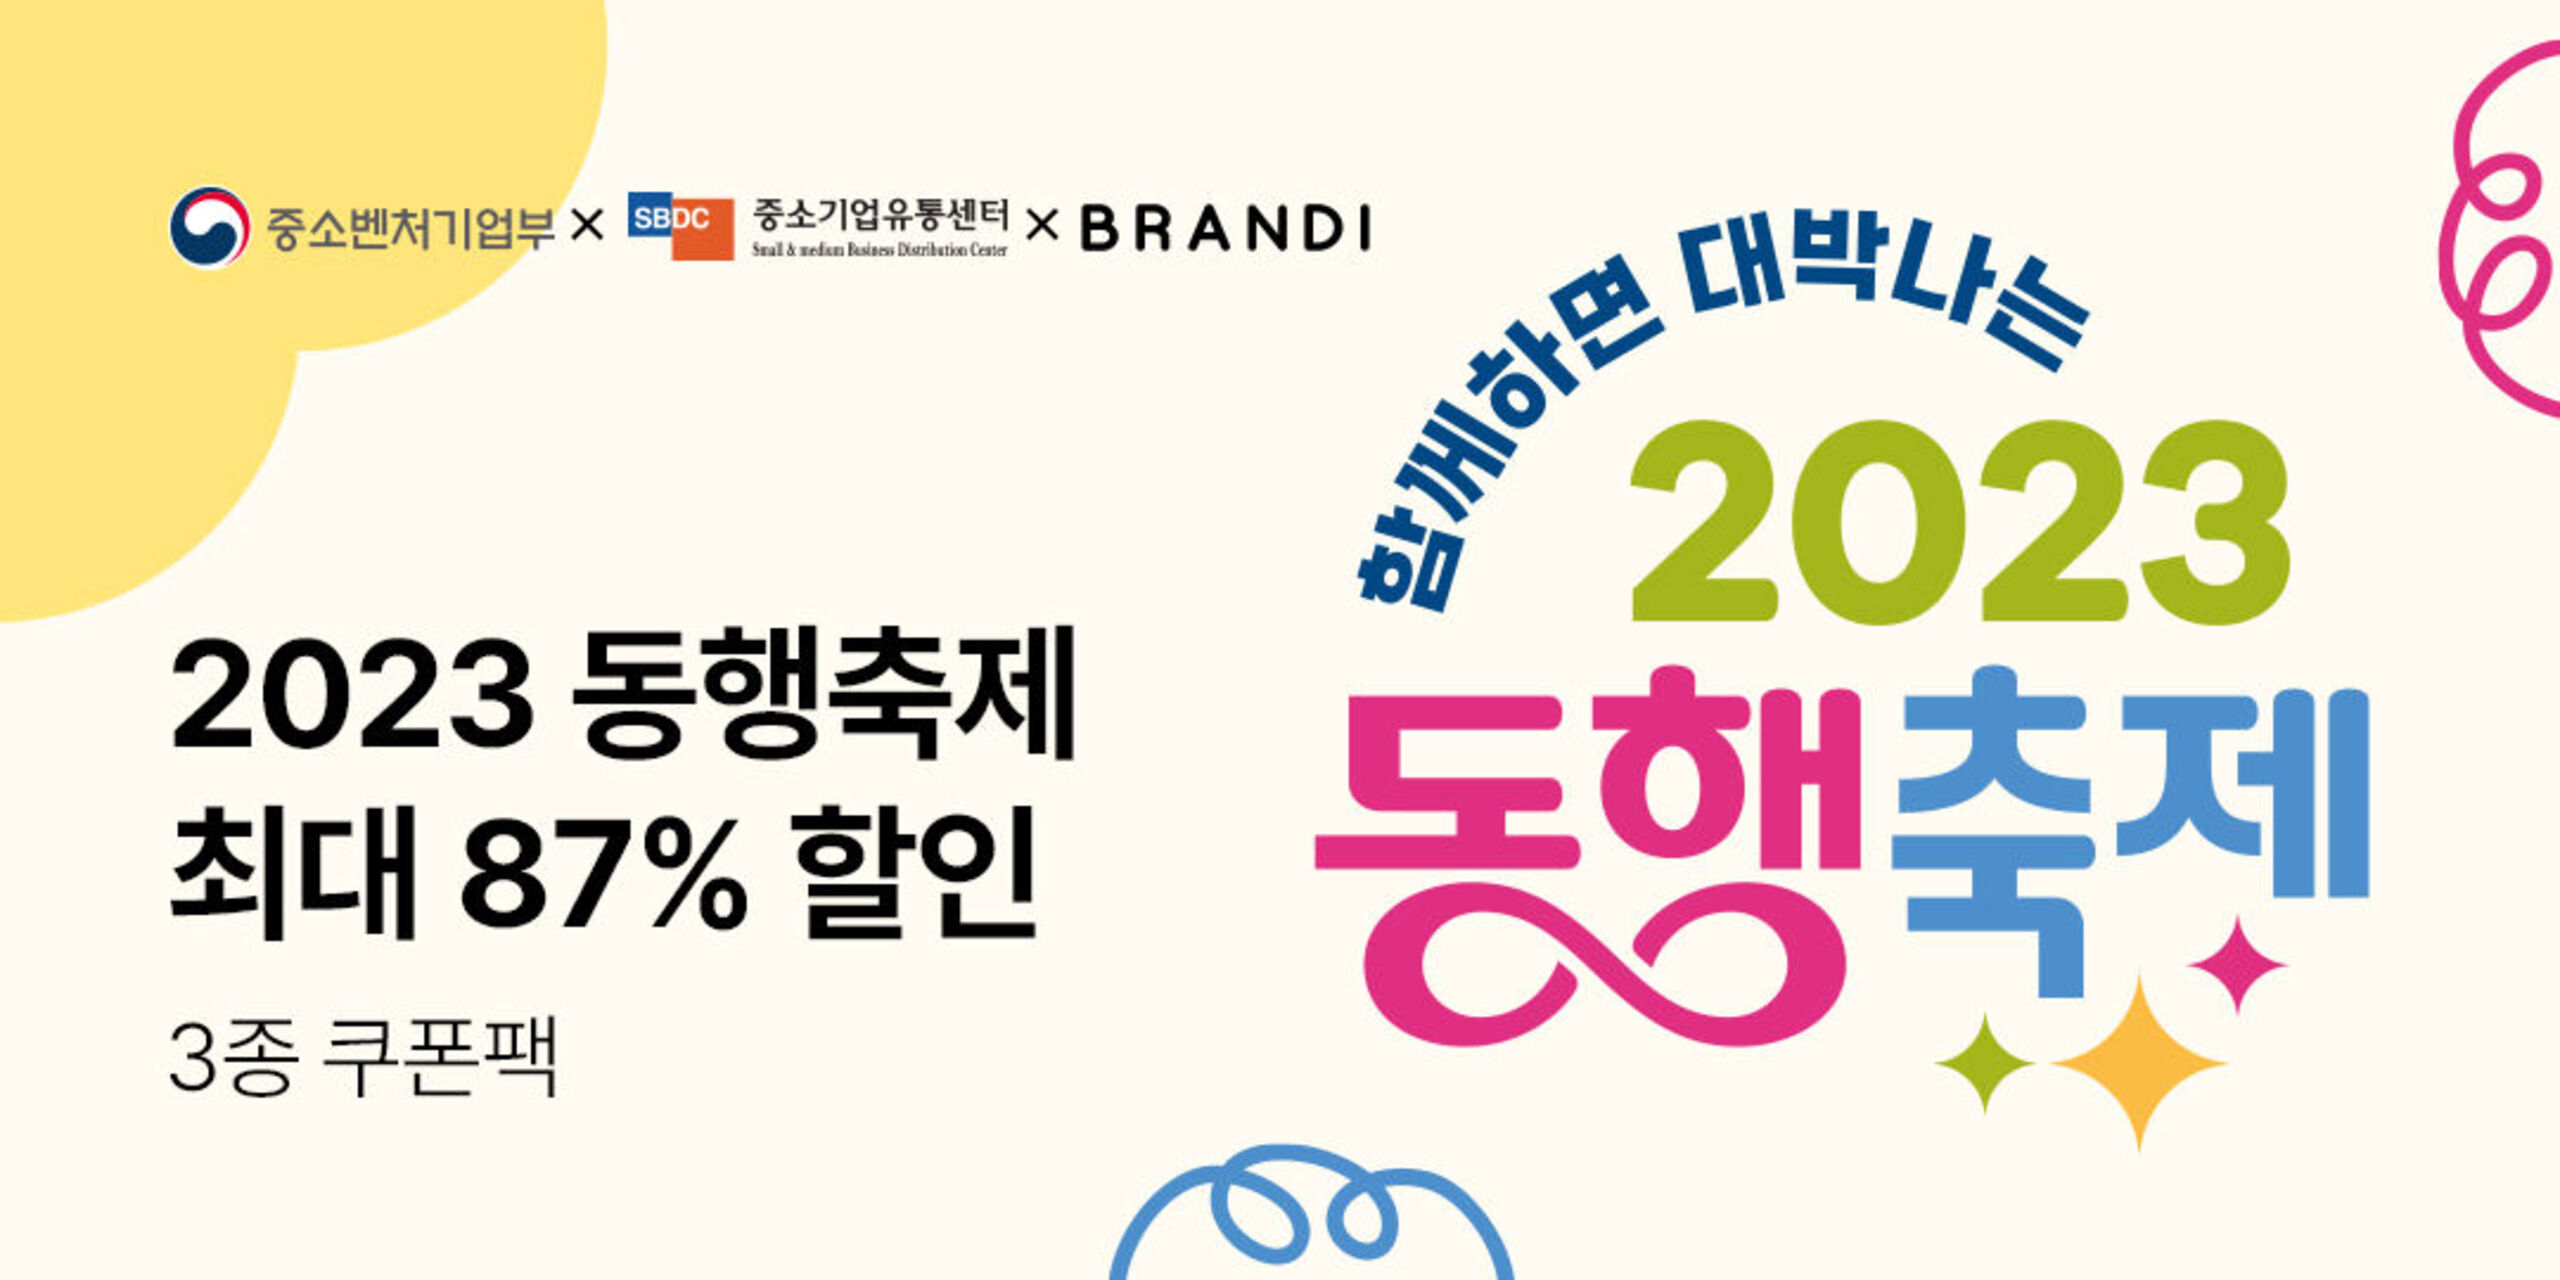 중소벤처기업부 × SBDC 중소기업유통센터 × BRANDI
Small & medium Business Distribution Center
2023 동행축제
최대 87% 할인
3종 쿠폰팩
함께하면 대박나는
2023
동행축제